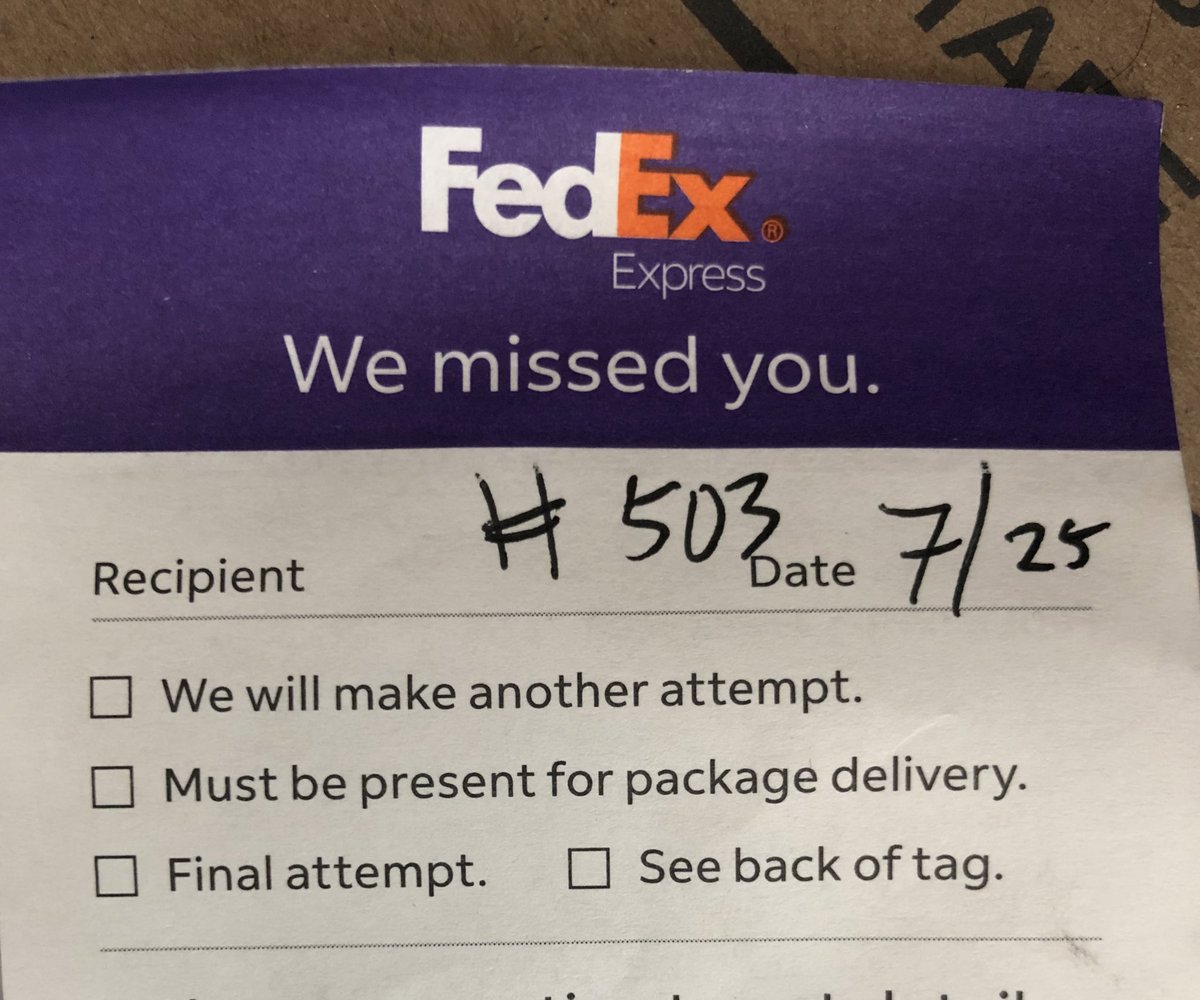 FedEx®
Express
We missed you.
Recipient # 503 Date 7/25
We will make another attempt.
Must be present for package delivery.
Final attempt. See back of tag.